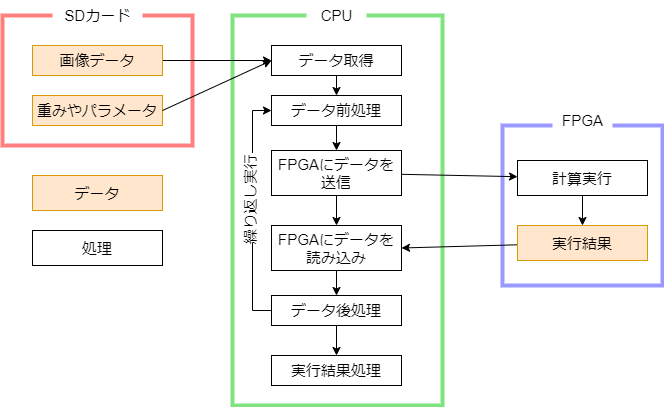 SDカード
画像データ
重みやパラメータ
データ
処理
CPU
データ取得
データ前処理
FPGAにデータを
送信
FPGAにデータを
読み込み
データ後処理
実行結果処理
繰り返し実行
FPGA
計算実行
実行結果